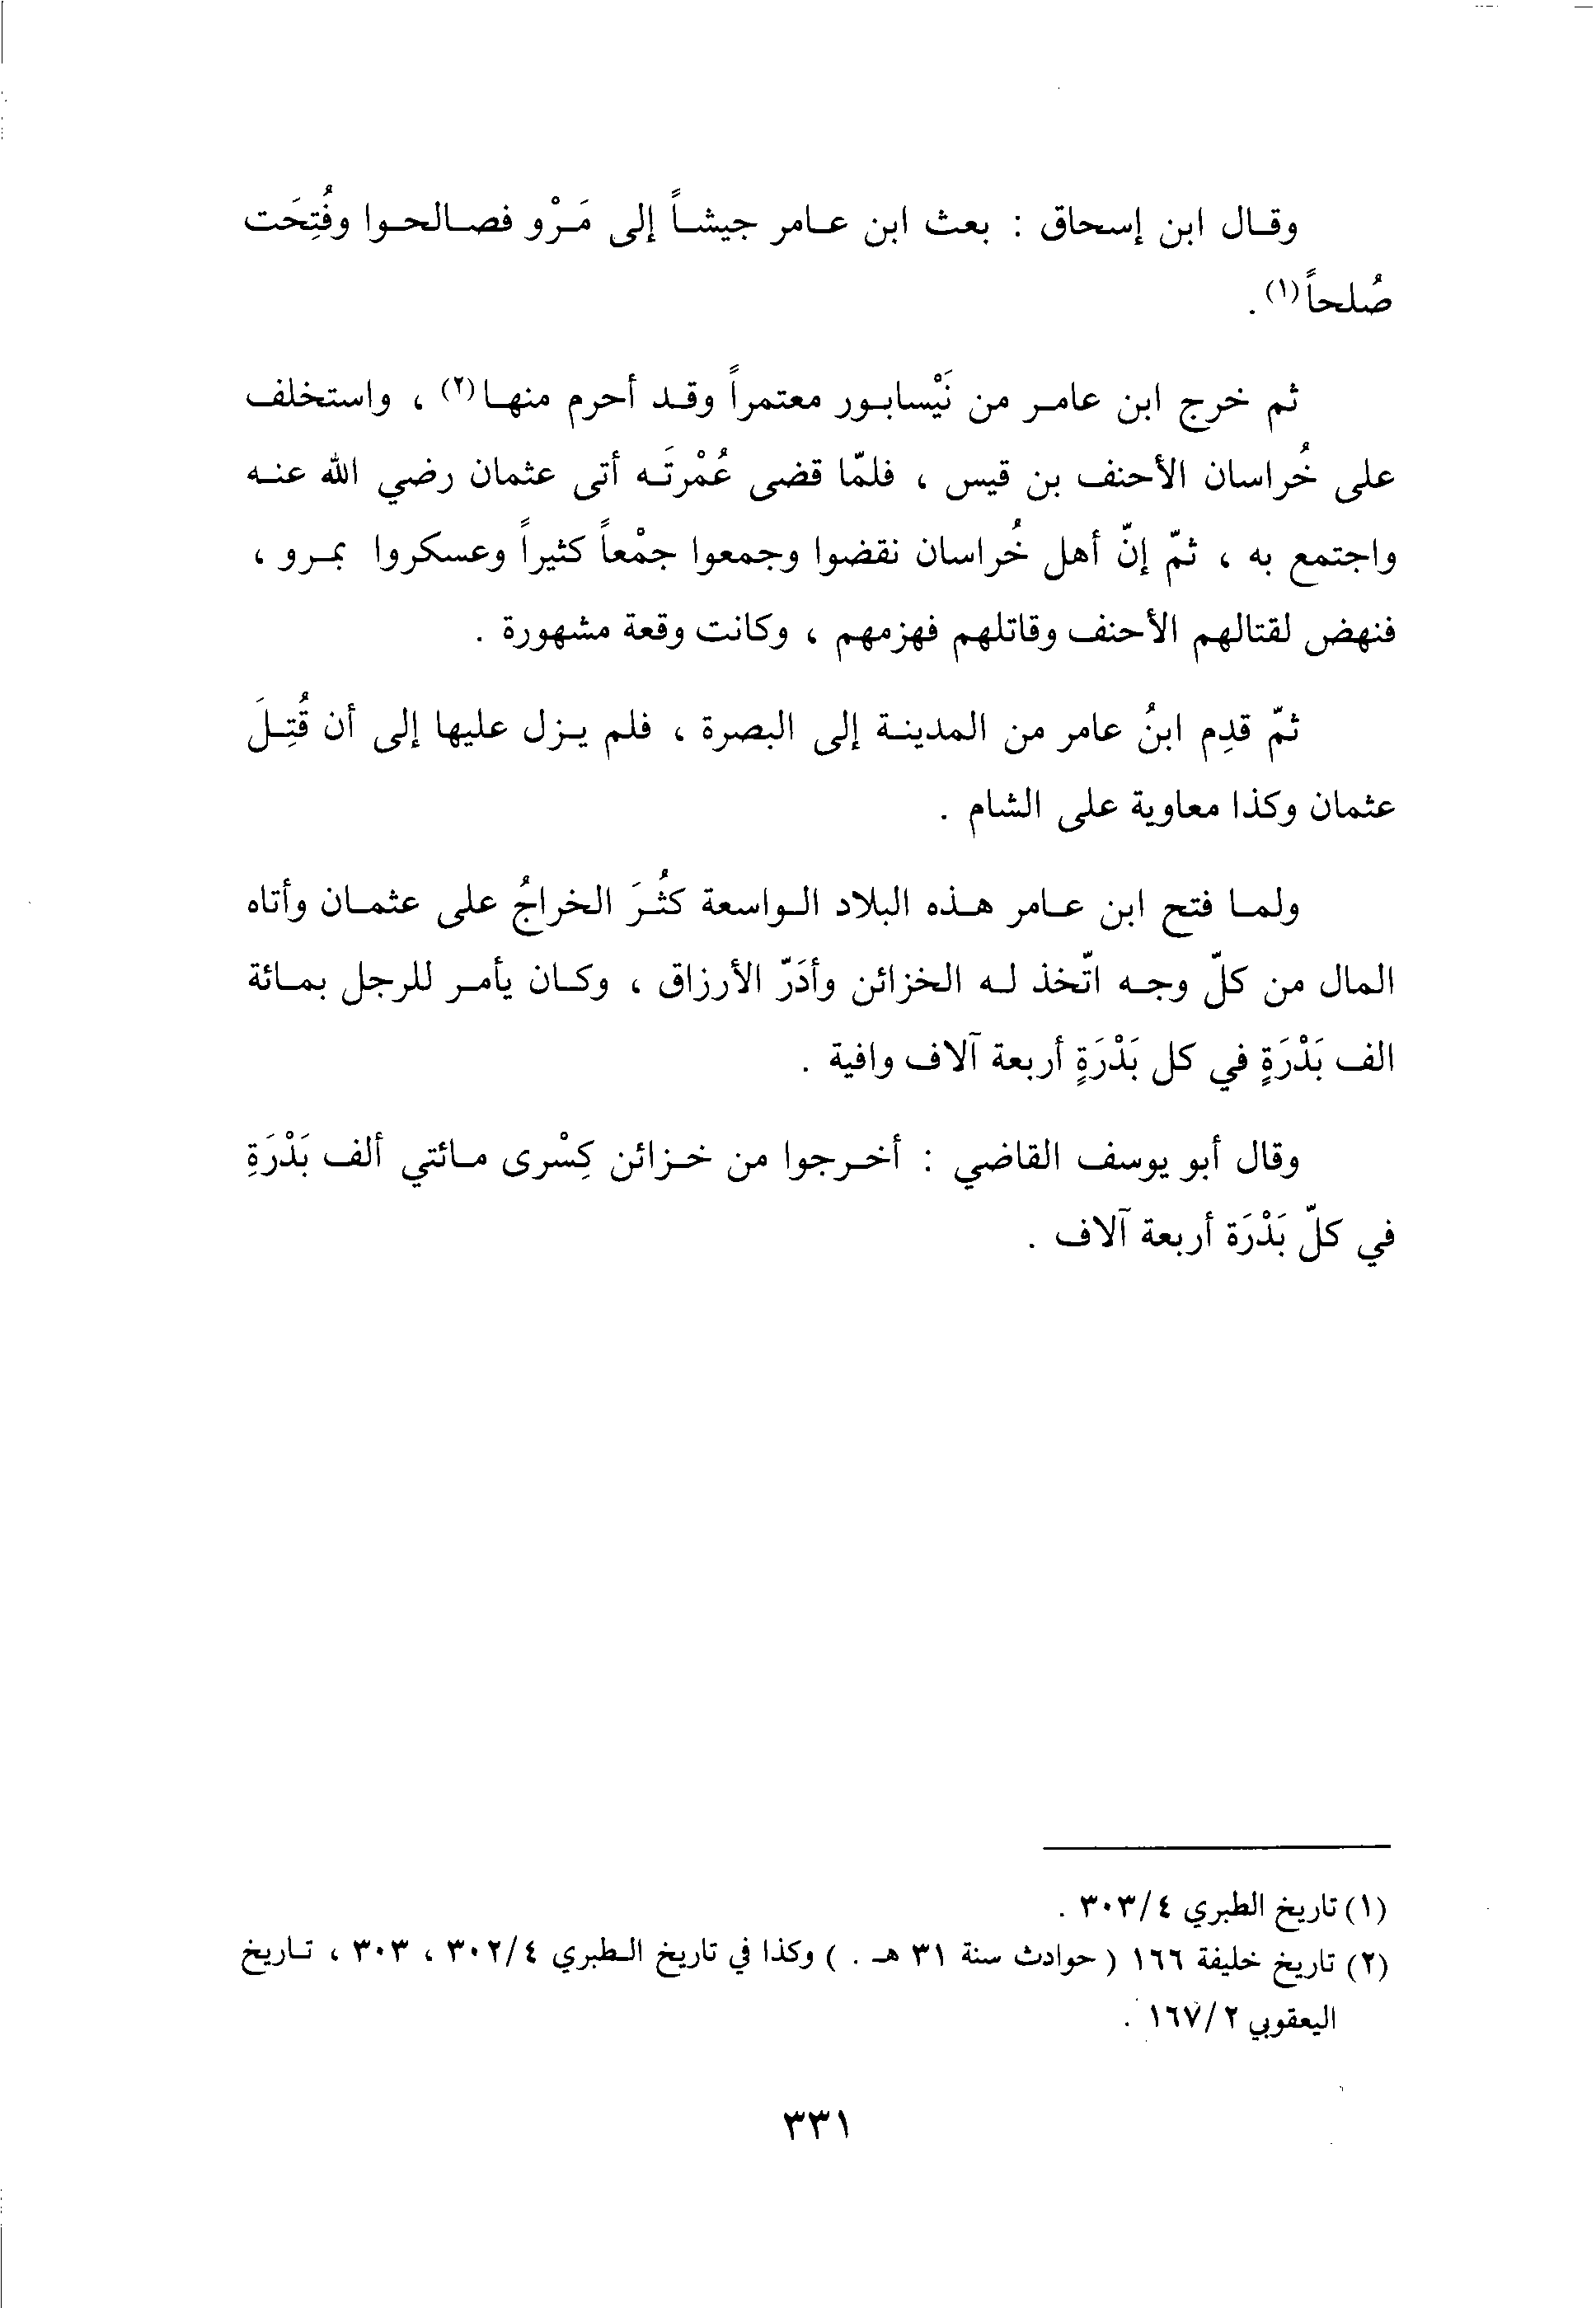 وقال ابن إسحاق : بعث ابن عامر جيشاً إلى مَرْو فصالحوا وفُتِحَت
صُلحاً(١) .
ثم خرج ابن عامر من نَيْسابور معتمراً وقد أحرم منها(٢) ، واستخلف
على خُراسان الأحنف بن قيس ، فلمّا قضى عُمْرتَه أتى عثمان رضي الله عنه
واجتمع به ، ثمّ إنّ أهل خُراسان نقضوا وجمعوا جمْعاً كثيراً وعسكروا بمرو ،
فنهض لقتالهم الأحنف وقاتلهم فهزمهم ، وكانت وقعة مشهورة .
ثمّ قدِم ابنُ عامر من المدينة إلى البصرة ، فلم يزل عليها إلى أن قُتِلَ
عثمان وكذا معاوية على الشام .
ولما فتح ابن عامر هذه البلاد الواسعة كثُرَ الخراجُ على عثمان وأتاه
المال من كلّ وجه اتّخذ له الخزائن وأدَرّ الأرزاق ، وكان يأمر للرجل بمائة
الف بَدْرَةٍ في كل بَدْرَةٍ أربعة آلاف وافية .
وقال أبو يوسف القاضي : أخرجوا من خزائن كِسْرى مائتي ألف بَدْرَةِ
في كلّ بَدْرَة أربعة آلاف .
(١) تاريخ الطبري ٤/٣٠٣ .
(٢) تاريخ خليفة ١٦٦ ( حوادث سنة ٣١ هـ . ) وكذا في تاريخ الطبري ٤/٣٠٢ ، ٣٠٣ ، تاريخ
اليعقوبي ٢/١٦٧ .
٣٣١